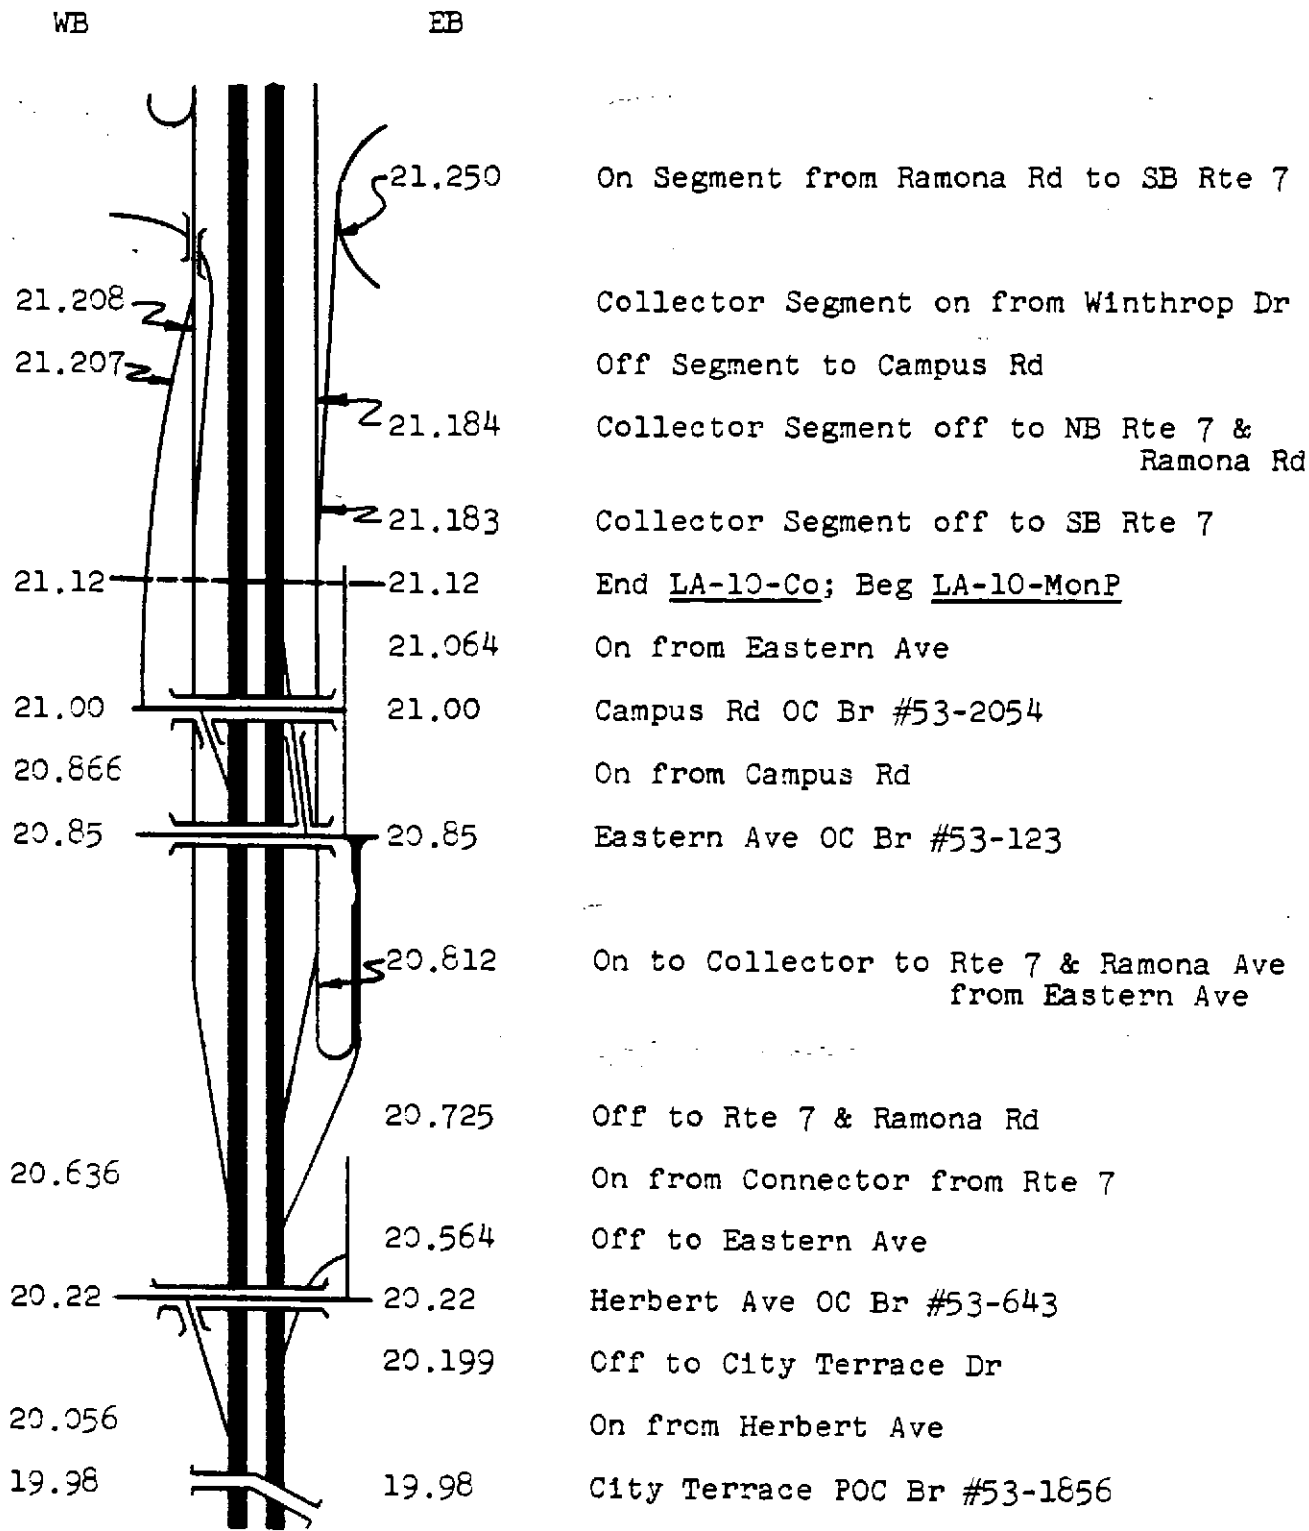 WB EB
21.250 On Segment from Ramona Rd to SB Rte 7
21.208 Collector Segment on from Winthrop Dr
21.207 Off Segment to Campus Rd
21.184 Collector Segment off to NB Rte 7 &
Ramona Rd
21.183 Collector Segment off to SB Rte 7
21.12 21.12 End LA-10-Co; Beg LA-10-MonP
21.064 On from Eastern Ave
21.00 21.00 Campus Rd OC Br #53-2054
20.866 On from Campus Rd
20.85 20.85 Eastern Ave OC Br #53-123
20.812 On to Collector to Rte 7 & Ramona Ave
from Eastern Ave
20.725 Off to Rte 7 & Ramona Rd
20.636 On from Connector from Rte 7
20.564 Off to Eastern Ave
20.22 20.22 Herbert Ave OC Br #53-643
20.199 Off to City Terrace Dr
20.056 On from Herbert Ave
19.98 19.98 City Terrace POC Br #53-1856